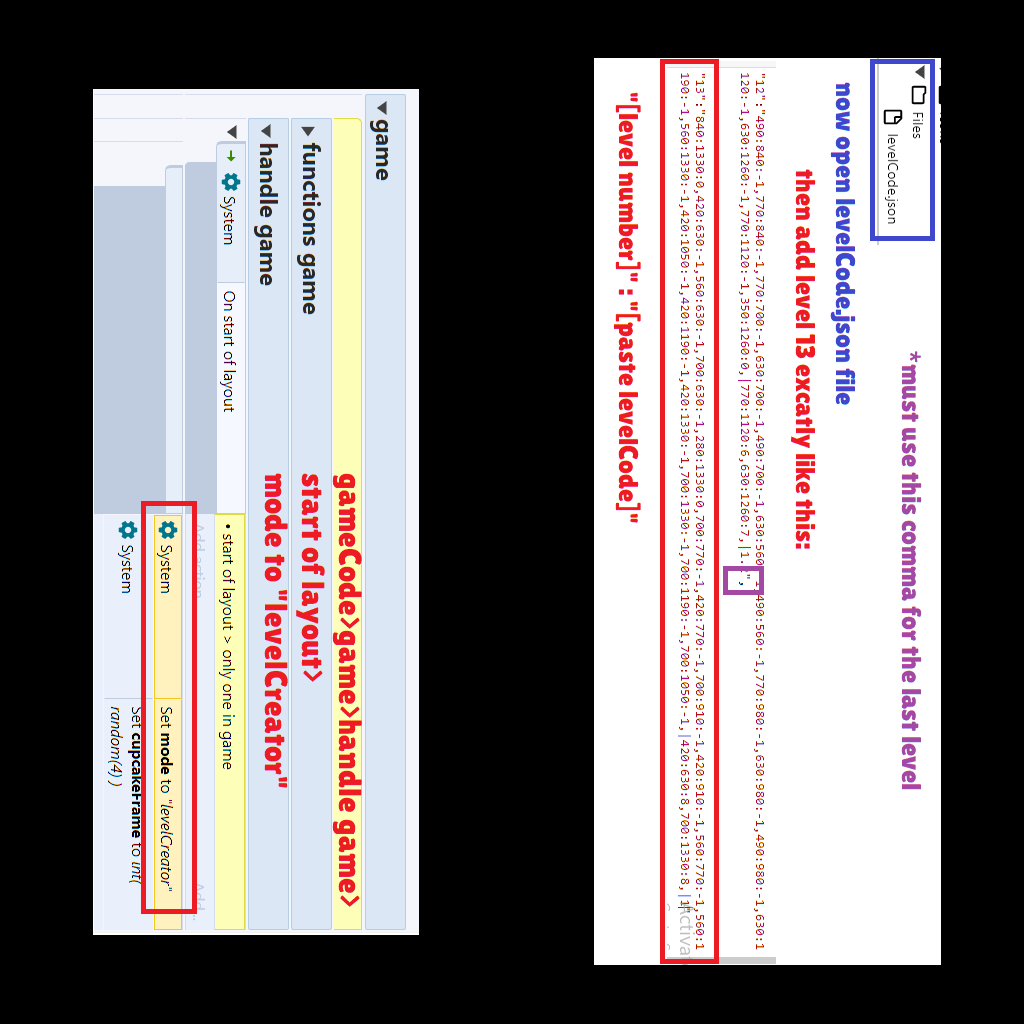 Files
levelCode.json
*must use this comma for the last level
now open levelCode.json file
then add level 13 excatly like this:
"12":"490:840:-1,770:840:-1,770:700:-1,630:700:-1,490:700:-1,630:560 490:560:-1,770:980:-1,630:980:-1,490:980:-1,630:1
120:-1,630:1260:-1,770:1120:-1,350:1260:0,|770:1120:6,630:1260:7,|1. ",
"13":"840:1330:0,420:630:-1,560:630:-1,700:630:-1,280:1330:0,700:770:-1,420:770:-1,700:910:-1,420:910:-1,560:770:-1,560:1
190:-1,560:1330:-1,420:1050:-1,420:1190:-1,420:1330:-1,700:1330:-1,700:1190:-1,700:1050:-1,|420:630:8,700:1330:8,|1"
"[level number]" : "[paste levelCode]"
game
gameCode>game>handle game>
functions game
start of layout>
handle game
mode to "levelCreator"
System
On start of layout
• start of layout > only one in game
Add action
Add...
System
Set mode to "levelCreator"
System
Set cupcakeFrame to int(
random(4) )